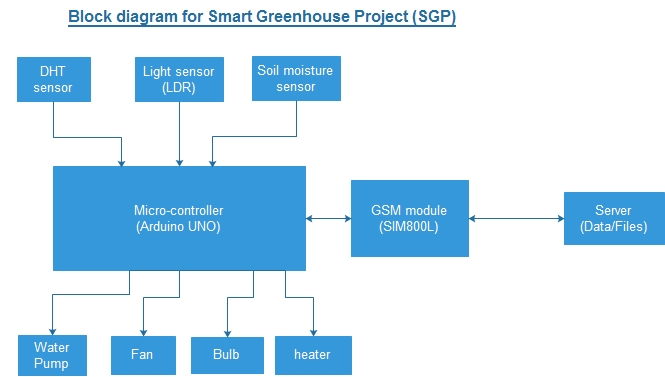 Block diagram for Smart Greenhouse Project (SGP)
DHT
sensor
Light sensor
(LDR)
Soil moisture
sensor
Micro-controller
(Arduino UNO)
GSM module
(SIM800L)
Server
(Data/Files)
Water
Pump
Fan
Bulb
heater